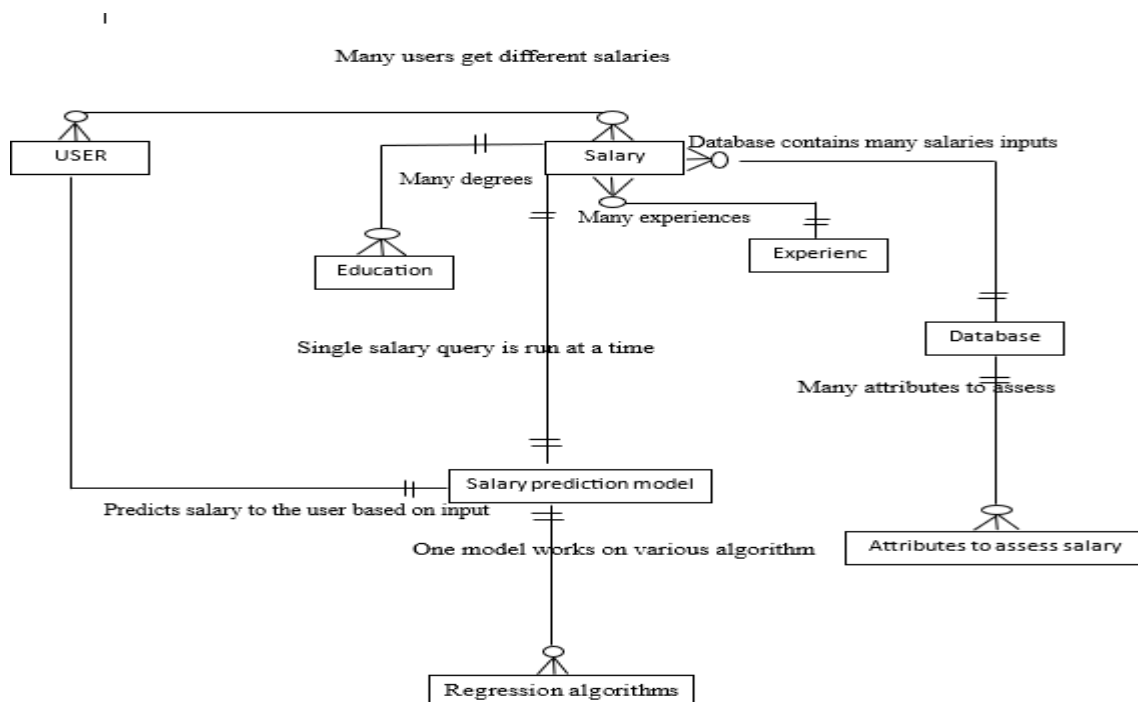 Many users get different salaries
USER
Salary
Database contains many salaries inputs
Many degrees
Many experiences
Education
Experienc
Single salary query is run at a time
Database
Many attributes to assess
Salary prediction model
Predicts salary to the user based on input
One model works on various algorithm
Attributes to assess salary
Regression algorithms